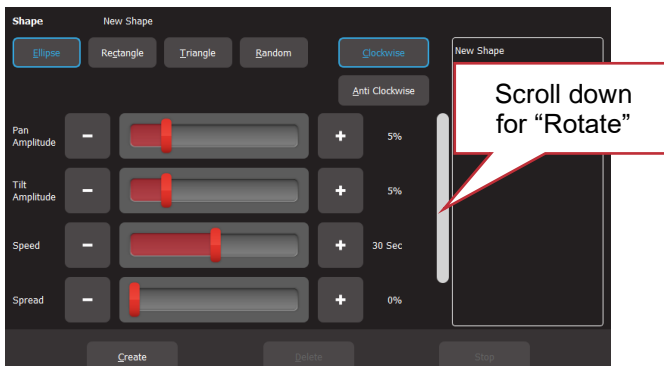 Shape New Shape
Ellipse Rectangle Triangle Random Clockwise New Shape
Anti Clockwise
Scroll down
for “Rotate”
Pan
Amplitude - + 5%
Tilt
Amplitude - + 5%
Speed - + 30 Sec
Spread - + 0%
Create Delete Stop